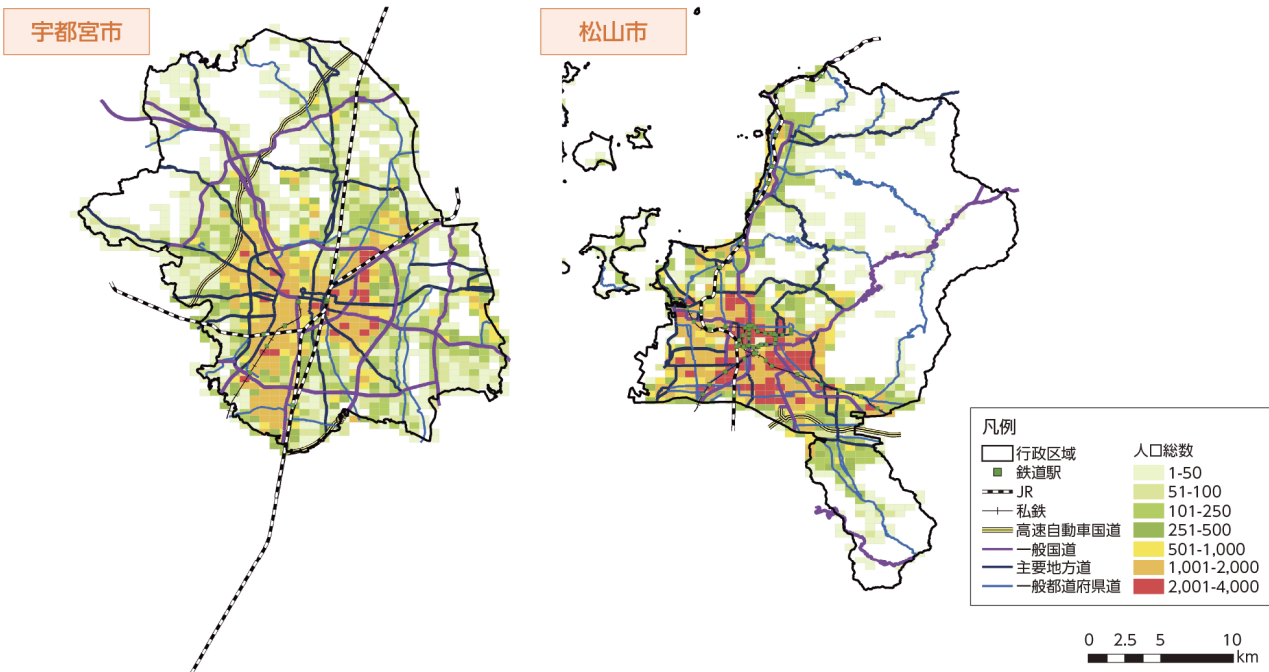 宇都宮市
松山市
凡例
行政区域
鉄道駅
JR
私鉄
高速自動車国道
一般国道
主要地方道
一般都道府県道
人口総数
1-50
51-100
101-250
251-500
501-1,000
1,001-2,000
2,001-4,000
0 2.5 5 10
km